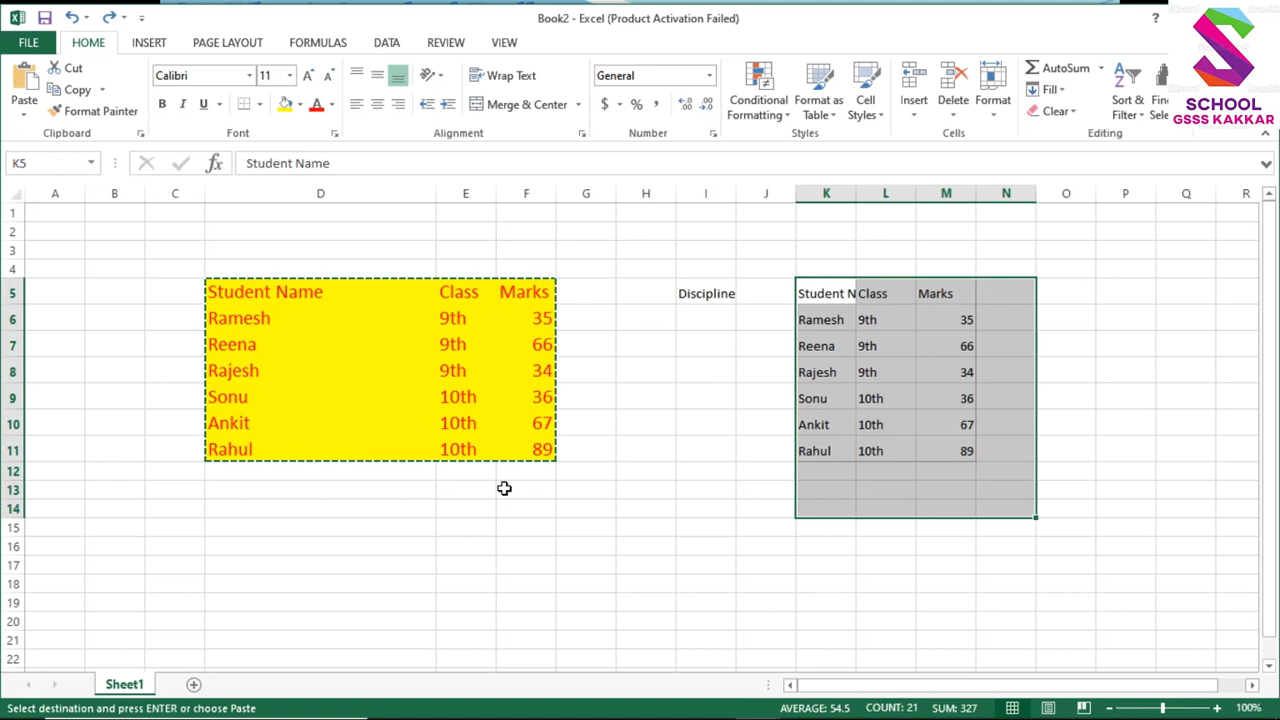 Book2 - Excel (Product Activation Failed)
?
FILE HOME INSERT PAGE LAYOUT FORMULAS DATA REVIEW VIEW
Cut
Copy
Format Painter
Paste
Clipboard
Calibri 11
B I U
Font
Wrap Text
Merge & Center
Alignment
General
$ % ,
Number
Conditional Formatting
Format as Table
Cell Styles
Styles
Insert Delete Format
Cells
AutoSum
Fill
Clear
Sort & Filter
Editing
SCHOOL
GSSS KAKKAR
K5 fx Student Name
A B C D E F G H I J K L M N O P Q R
1
2
3
4
5 Student Name Class Marks Discipline Student N Class Marks
6 Ramesh 9th 35 Ramesh 9th 35
7 Reena 9th 66 Reena 9th 66
8 Rajesh 9th 34 Rajesh 9th 34
9 Sonu 10th 36 Sonu 10th 36
10 Ankit 10th 67 Ankit 10th 67
11 Rahul 10th 89 Rahul 10th 89
12
13
14
15
16
17
18
19
20
21
22
Sheet1
Select destination and press ENTER or choose Paste AVERAGE: 54.5 COUNT: 21 SUM: 327 100%